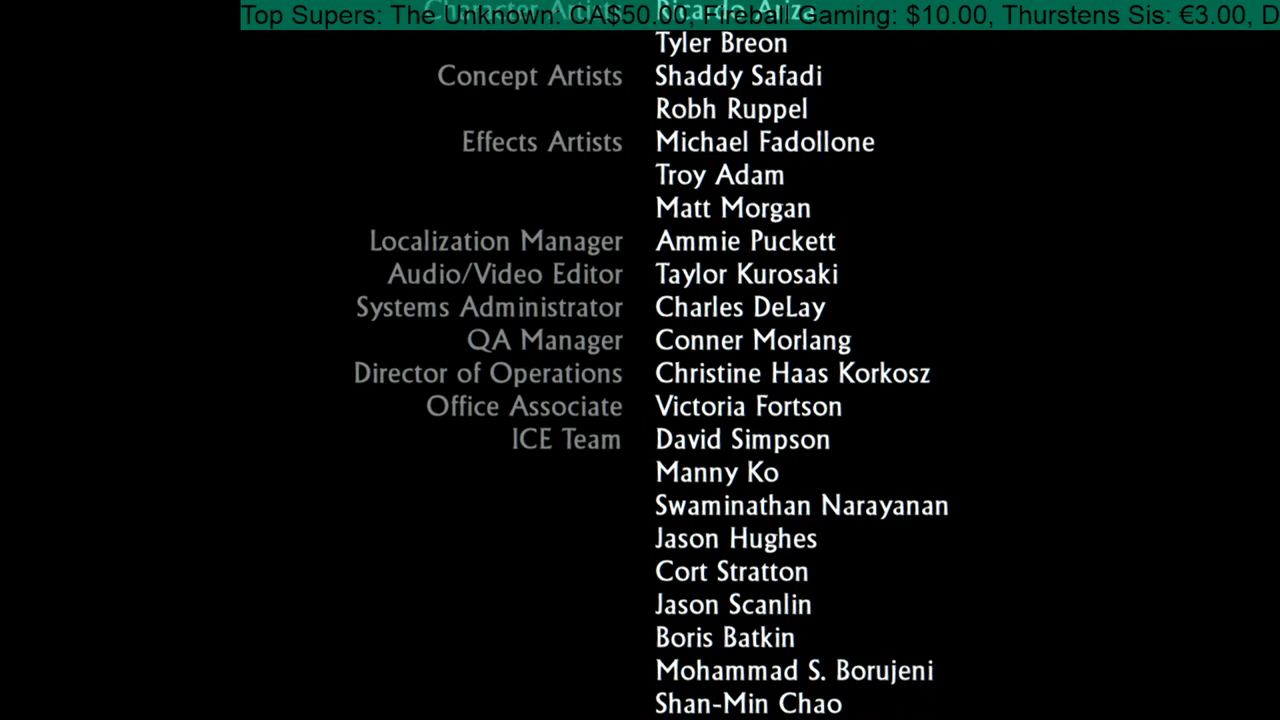 Top Supers: The Unknown: CA$50.00, Fireball Gaming: $10.00, Thurstens Sis: €3.00, D
Character Artists Ricardo Ariza
Tyler Breon
Concept Artists Shaddy Safadi
Robh Ruppel
Effects Artists Michael Fadollone
Troy Adam
Matt Morgan
Localization Manager Ammie Puckett
Audio/Video Editor Taylor Kurosaki
Systems Administrator Charles DeLay
QA Manager Conner Morlang
Director of Operations Christine Haas Korkosz
Office Associate Victoria Fortson
ICE Team David Simpson
Manny Ko
Swaminathan Narayanan
Jason Hughes
Cort Stratton
Jason Scanlin
Boris Batkin
Mohammad S. Borujeni
Shan-Min Chao